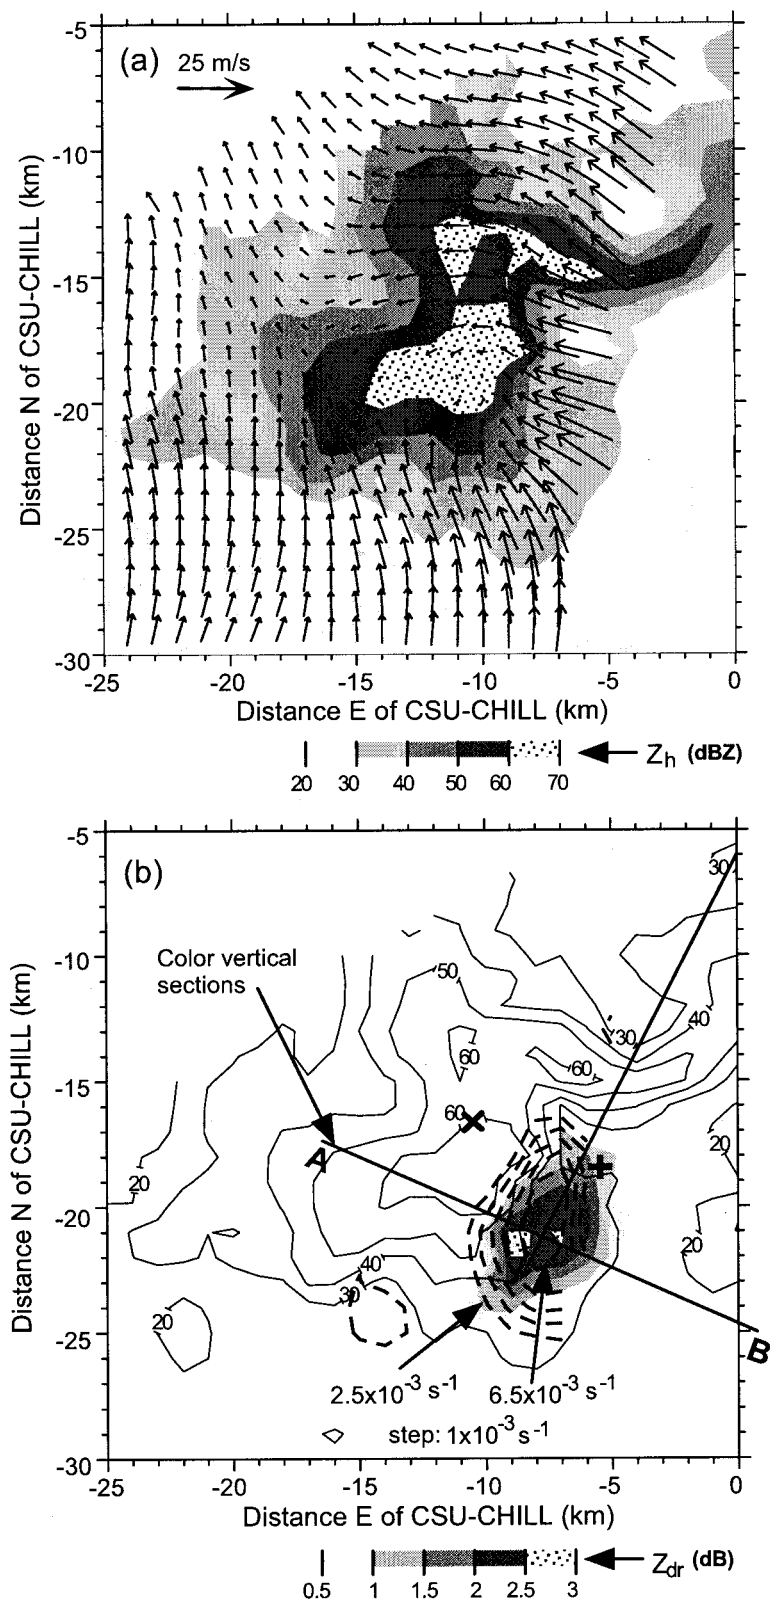 (a)
25 m/s
-5
-10
-15
-20
-25
-30
Distance N of CSU-CHILL (km)
-25 -20 -15 -10 -5 0
Distance E of CSU-CHILL (km)
20 30 40 50 60 70
Zh (dBZ)
(b)
-5
-10
-15
-20
-25
-30
Distance N of CSU-CHILL (km)
Color vertical
sections
30
50
40
30
60
60
60
20
20
A
20
40
30
20
B
2.5x10-3 s-1
6.5x10-3 s-1
step: 1x10-3 s-1
-25 -20 -15 -10 -5 0
Distance E of CSU-CHILL (km)
0.5 1 1.5 2 2.5 3
Zdr (dB)